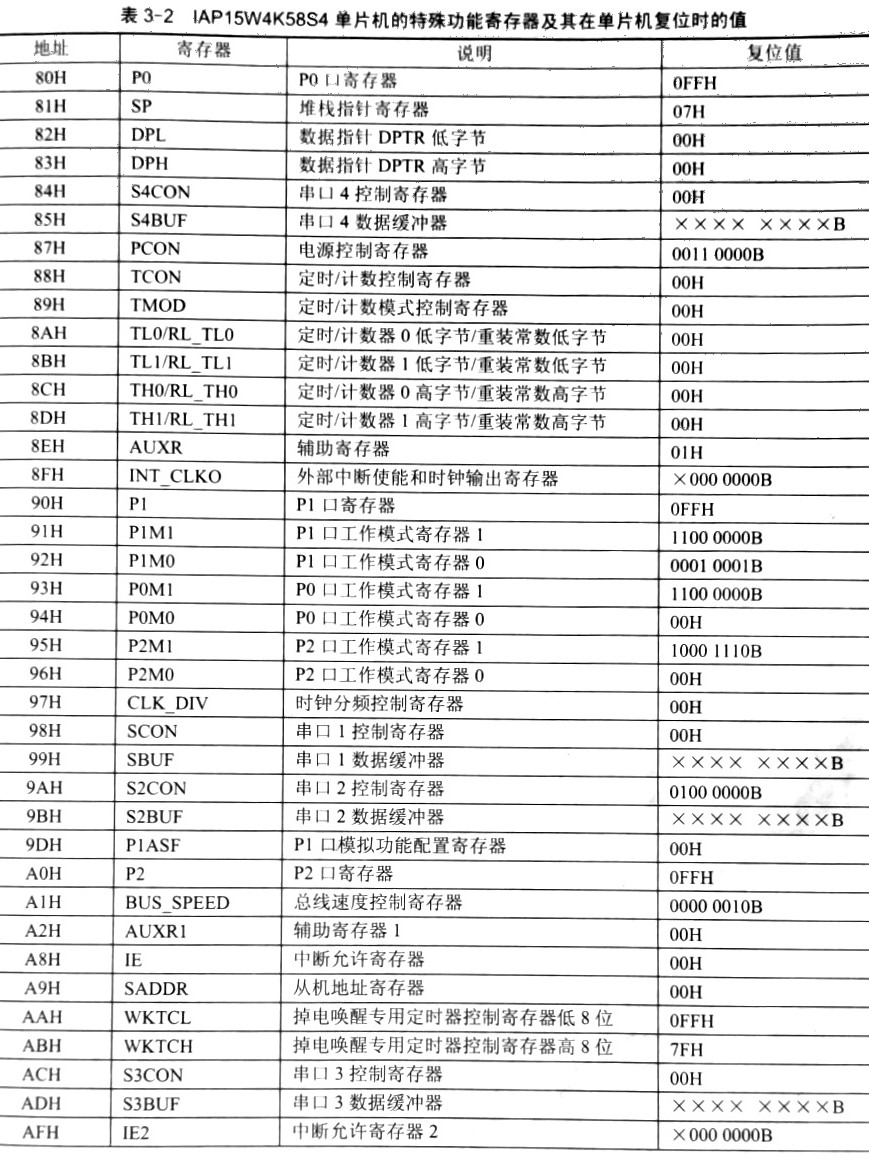 表 3-2 IAP15W4K58S4 单片机的特殊功能寄存器及其在单片机复位时的值
地址 寄存器 说明 复位值
80H P0 P0 口寄存器 0FFH
81H SP 堆栈指针寄存器 07H
82H DPL 数据指针 DPTR 低字节 00H
83H DPH 数据指针 DPTR 高字节 00H
84H S4CON 串口 4 控制寄存器 00H
85H S4BUF 串口 4 数据缓冲器 ×××× ××××B
87H PCON 电源控制寄存器 0011 0000B
88H TCON 定时/计数控制寄存器 00H
89H TMOD 定时/计数模式控制寄存器 00H
8AH TL0/RL_TL0 定时/计数器 0 低字节/重装常数低字节 00H
8BH TL1/RL_TL1 定时/计数器 1 低字节/重装常数低字节 00H
8CH TH0/RL_TH0 定时/计数器 0 高字节/重装常数高字节 00H
8DH TH1/RL_TH1 定时/计数器 1 高字节/重装常数高字节 00H
8EH AUXR 辅助寄存器 01H
8FH INT_CLKO 外部中断使能和时钟输出寄存器 ×000 0000B
90H P1 P1 口寄存器 0FFH
91H P1M1 P1 口工作模式寄存器 1 1100 0000B
92H P1M0 P1 口工作模式寄存器 0 0001 0001B
93H P0M1 P0 口工作模式寄存器 1 1100 0000B
94H P0M0 P0 口工作模式寄存器 0 00H
95H P2M1 P2 口工作模式寄存器 1 1000 1110B
96H P2M0 P2 口工作模式寄存器 0 00H
97H CLK_DIV 时钟分频控制寄存器 00H
98H SCON 串口 1 控制寄存器 00H
99H SBUF 串口 1 数据缓冲器 ×××× ××××B
9AH S2CON 串口 2 控制寄存器 0100 0000B
9BH S2BUF 串口 2 数据缓冲器 ×××× ××××B
9DH P1ASF P1 口模拟功能配置寄存器 00H
A0H P2 P2 口寄存器 0FFH
A1H BUS_SPEED 总线速度控制寄存器 0000 0010B
A2H AUXR1 辅助寄存器 1 00H
A8H IE 中断允许寄存器 00H
A9H SADDR 从机地址寄存器 00H
AAH WKTCL 掉电唤醒专用定时器控制寄存器低 8 位 0FFH
ABH WKTCH 掉电唤醒专用定时器控制寄存器高 8 位 7FH
ACH S3CON 串口 3 控制寄存器 00H
ADH S3BUF 串口 3 数据缓冲器 ×××× ××××B
AFH IE2 中断允许寄存器 2 ×000 0000B